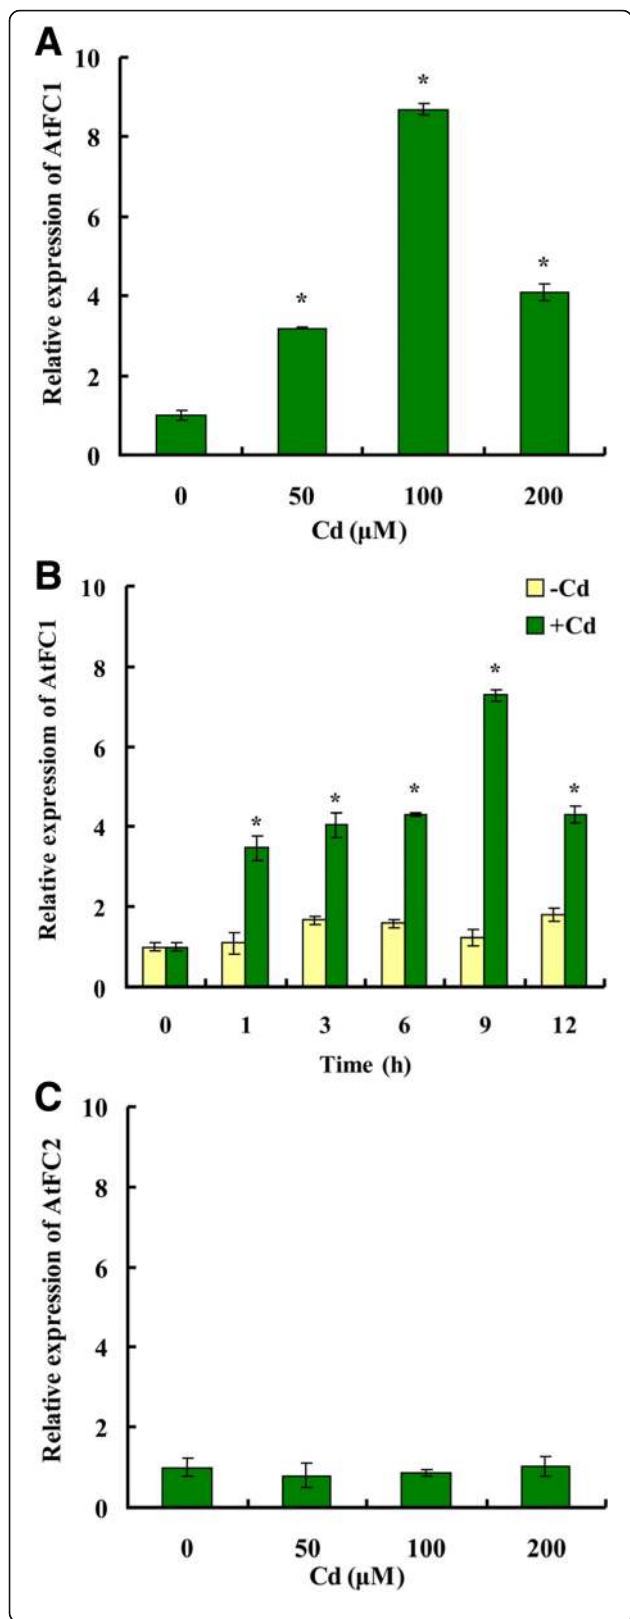 A
Relative expression of AtFC1
10
8
6
4
2
0
*
*
*
*
0 50 100 200
Cd (μM)
B
Relative expressiom of AtFC1
10
8
6
4
2
0
-Cd
+Cd
*
*
*
*
*
0 1 3 6 9 12
Time (h)
C
Relative expression of AtFC2
10
8
6
4
2
0
0 50 100 200
Cd (μM)